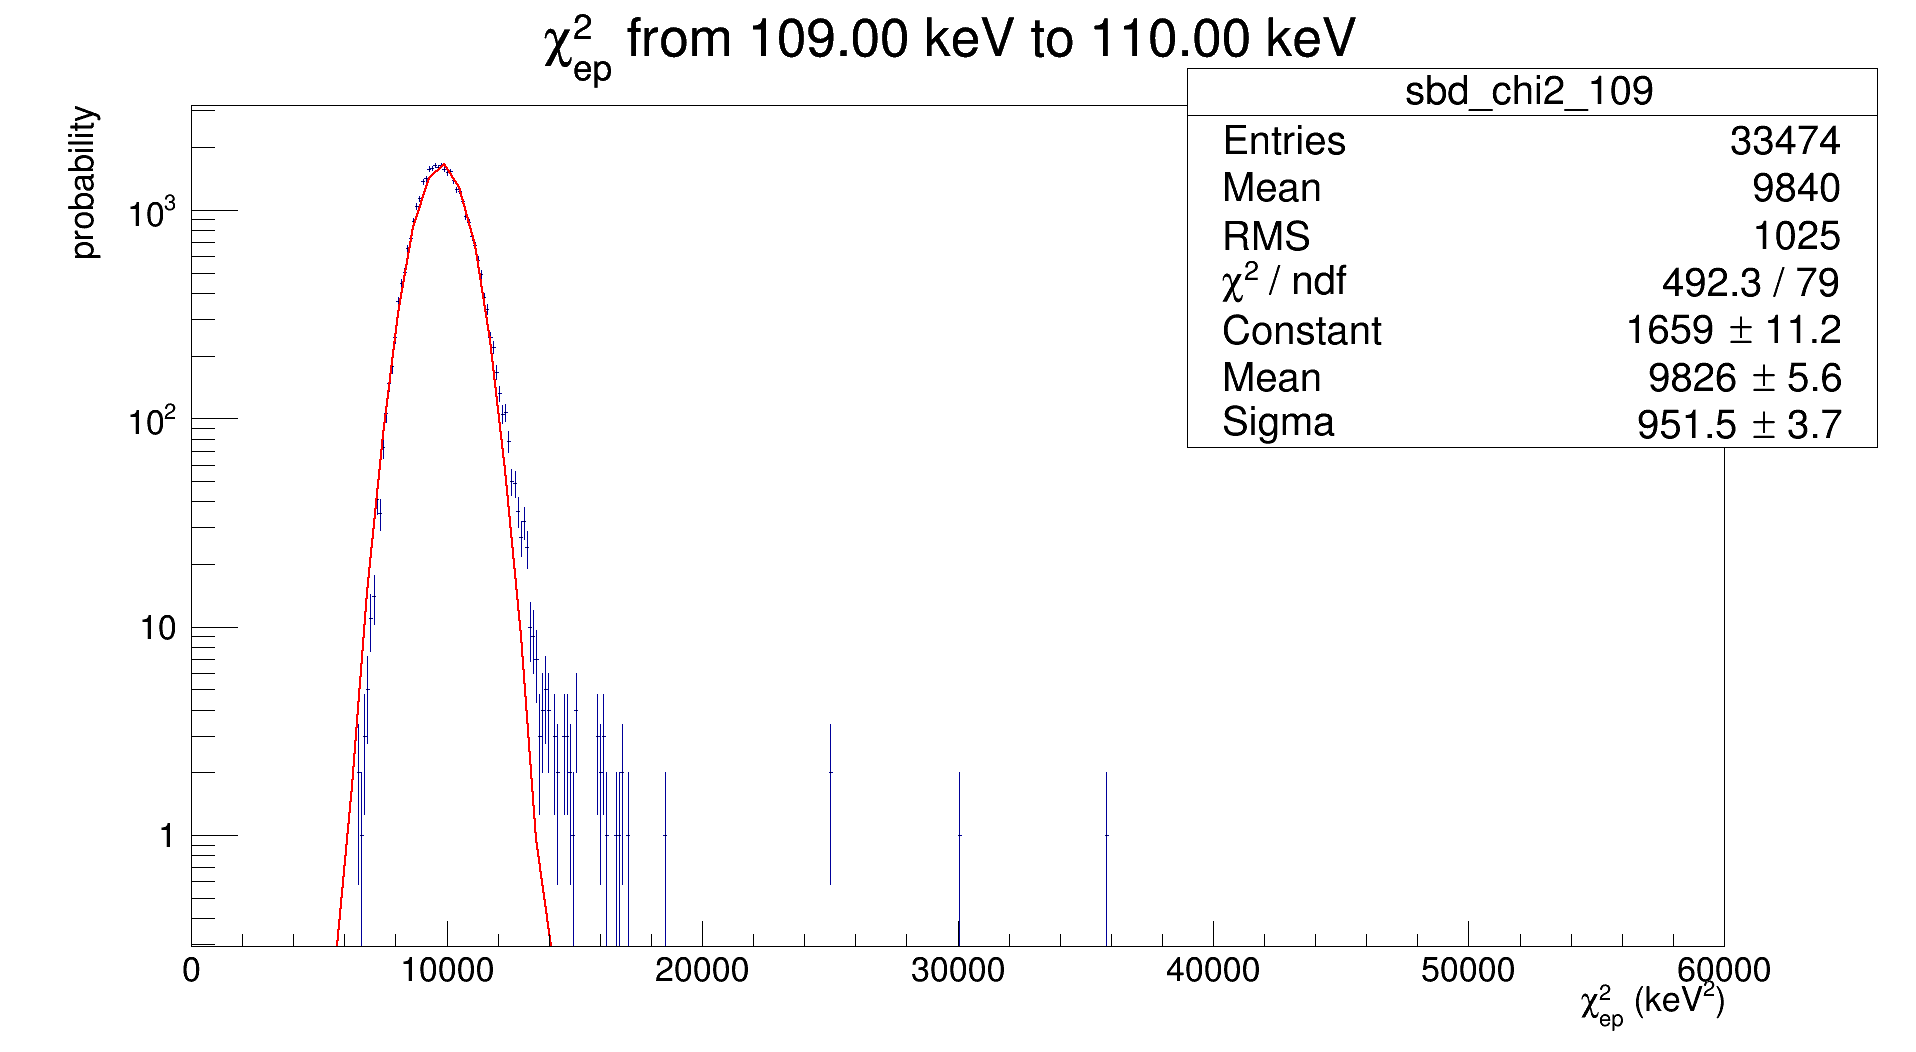 χ²ep from 109.00 keV to 110.00 keV
probability
sbd_chi2_109
Entries 33474
Mean 9840
RMS 1025
χ² / ndf 492.3 / 79
Constant 1659 ± 11.2
Mean 9826 ± 5.6
Sigma 951.5 ± 3.7
10³
10²
10
1
0 10000 20000 30000 40000 50000 60000
χ²ep (keV²)